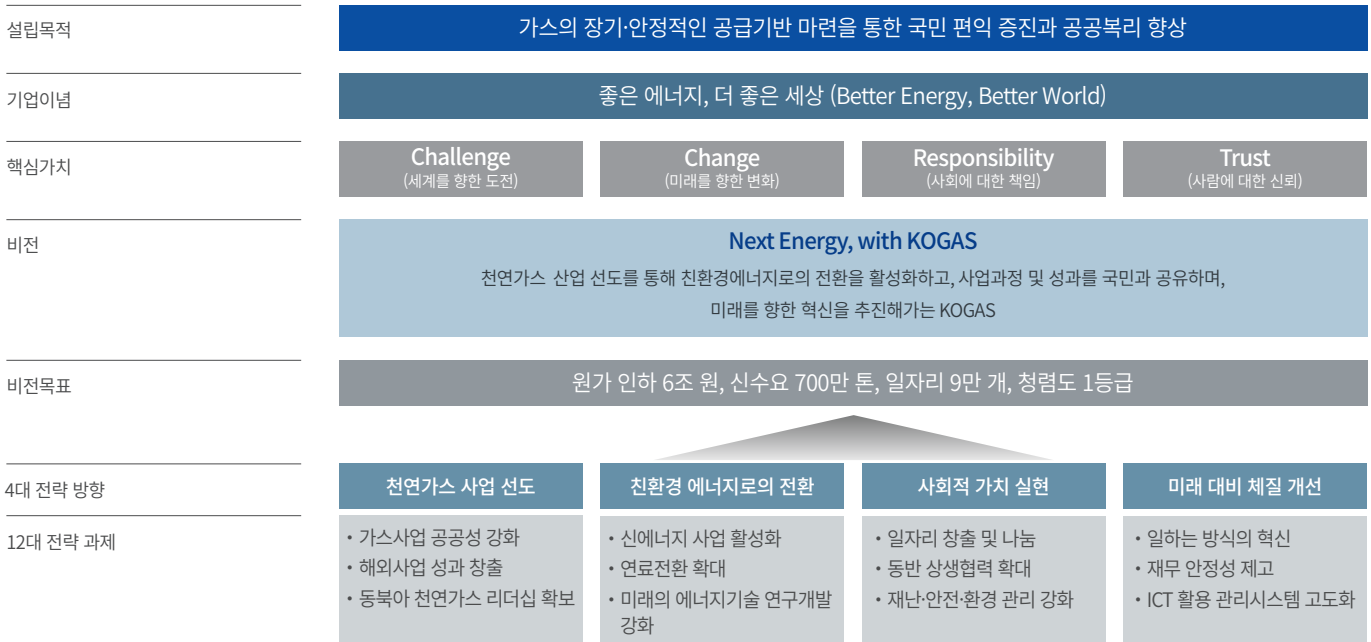 설립목적
가스의 장기·안정적인 공급기반 마련을 통한 국민 편익 증진과 공공복리 향상
기업이념
좋은 에너지, 더 좋은 세상 (Better Energy, Better World)
핵심가치
Challenge
(세계를 향한 도전)
Change
(미래를 향한 변화)
Responsibility
(사회에 대한 책임)
Trust
(사람에 대한 신뢰)
비전
Next Energy, with KOGAS
천연가스 산업 선도를 통해 친환경에너지로의 전환을 활성화하고, 사업과정 및 성과를 국민과 공유하며,
미래를 향한 혁신을 추진해가는 KOGAS
비전목표
원가 인하 6조 원, 신수요 700만 톤, 일자리 9만 개, 청렴도 1등급
4대 전략 방향
천연가스 사업 선도
친환경 에너지로의 전환
사회적 가치 실현
미래 대비 체질 개선
12대 전략 과제
• 가스사업 공공성 강화
• 해외사업 성과 창출
• 동북아 천연가스 리더십 확보
• 신에너지 사업 활성화
• 연료전환 확대
• 미래의 에너지기술 연구개발
강화
• 일자리 창출 및 나눔
• 동반 상생협력 확대
• 재난·안전·환경 관리 강화
• 일하는 방식의 혁신
• 재무 안정성 제고
• ICT 활용 관리시스템 고도화